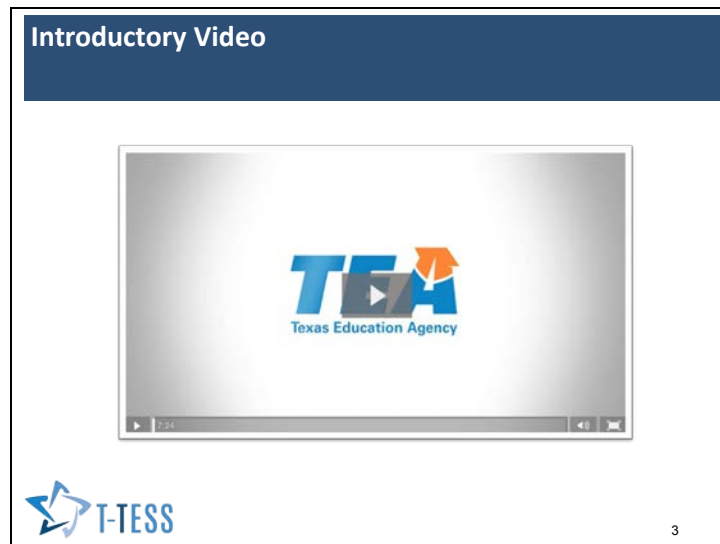 Introductory Video
TEA
Texas Education Agency
7:24
T-TESS
3